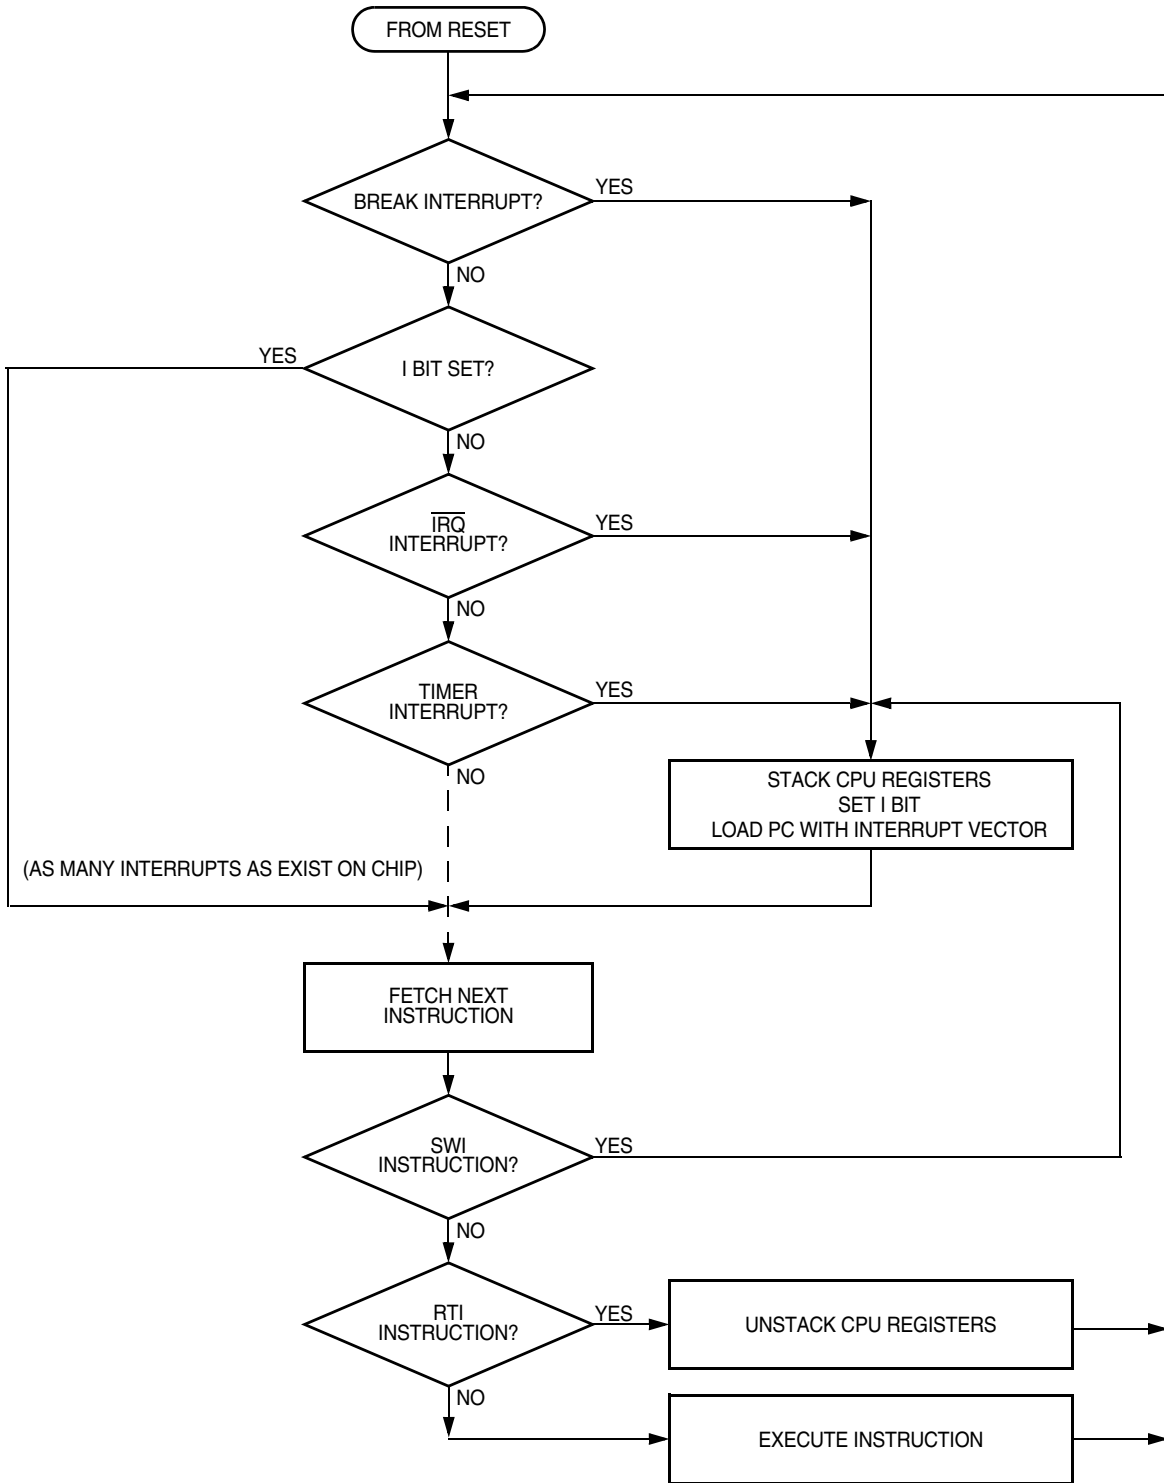 FROM RESET
BREAK INTERRUPT?
YES
NO
I BIT SET?
YES
NO
IRQ
INTERRUPT?
YES
NO
TIMER
INTERRUPT?
YES
NO
STACK CPU REGISTERS
SET I BIT
LOAD PC WITH INTERRUPT VECTOR
(AS MANY INTERRUPTS AS EXIST ON CHIP)
FETCH NEXT
INSTRUCTION
SWI
INSTRUCTION?
YES
NO
RTI
INSTRUCTION?
YES
UNSTACK CPU REGISTERS
NO
EXECUTE INSTRUCTION